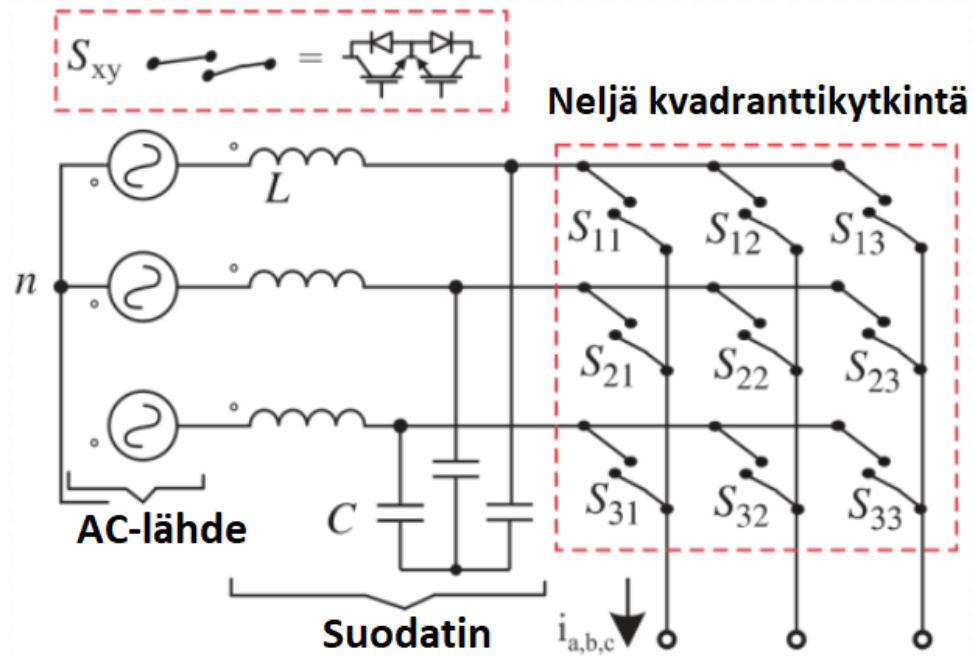 Sxy =
Neljä kvadranttikytkintä
L
S11 S12 S13
n
S21 S22 S23
S31 S32 S33
C
AC-lähde
Suodatin
ia,b,c